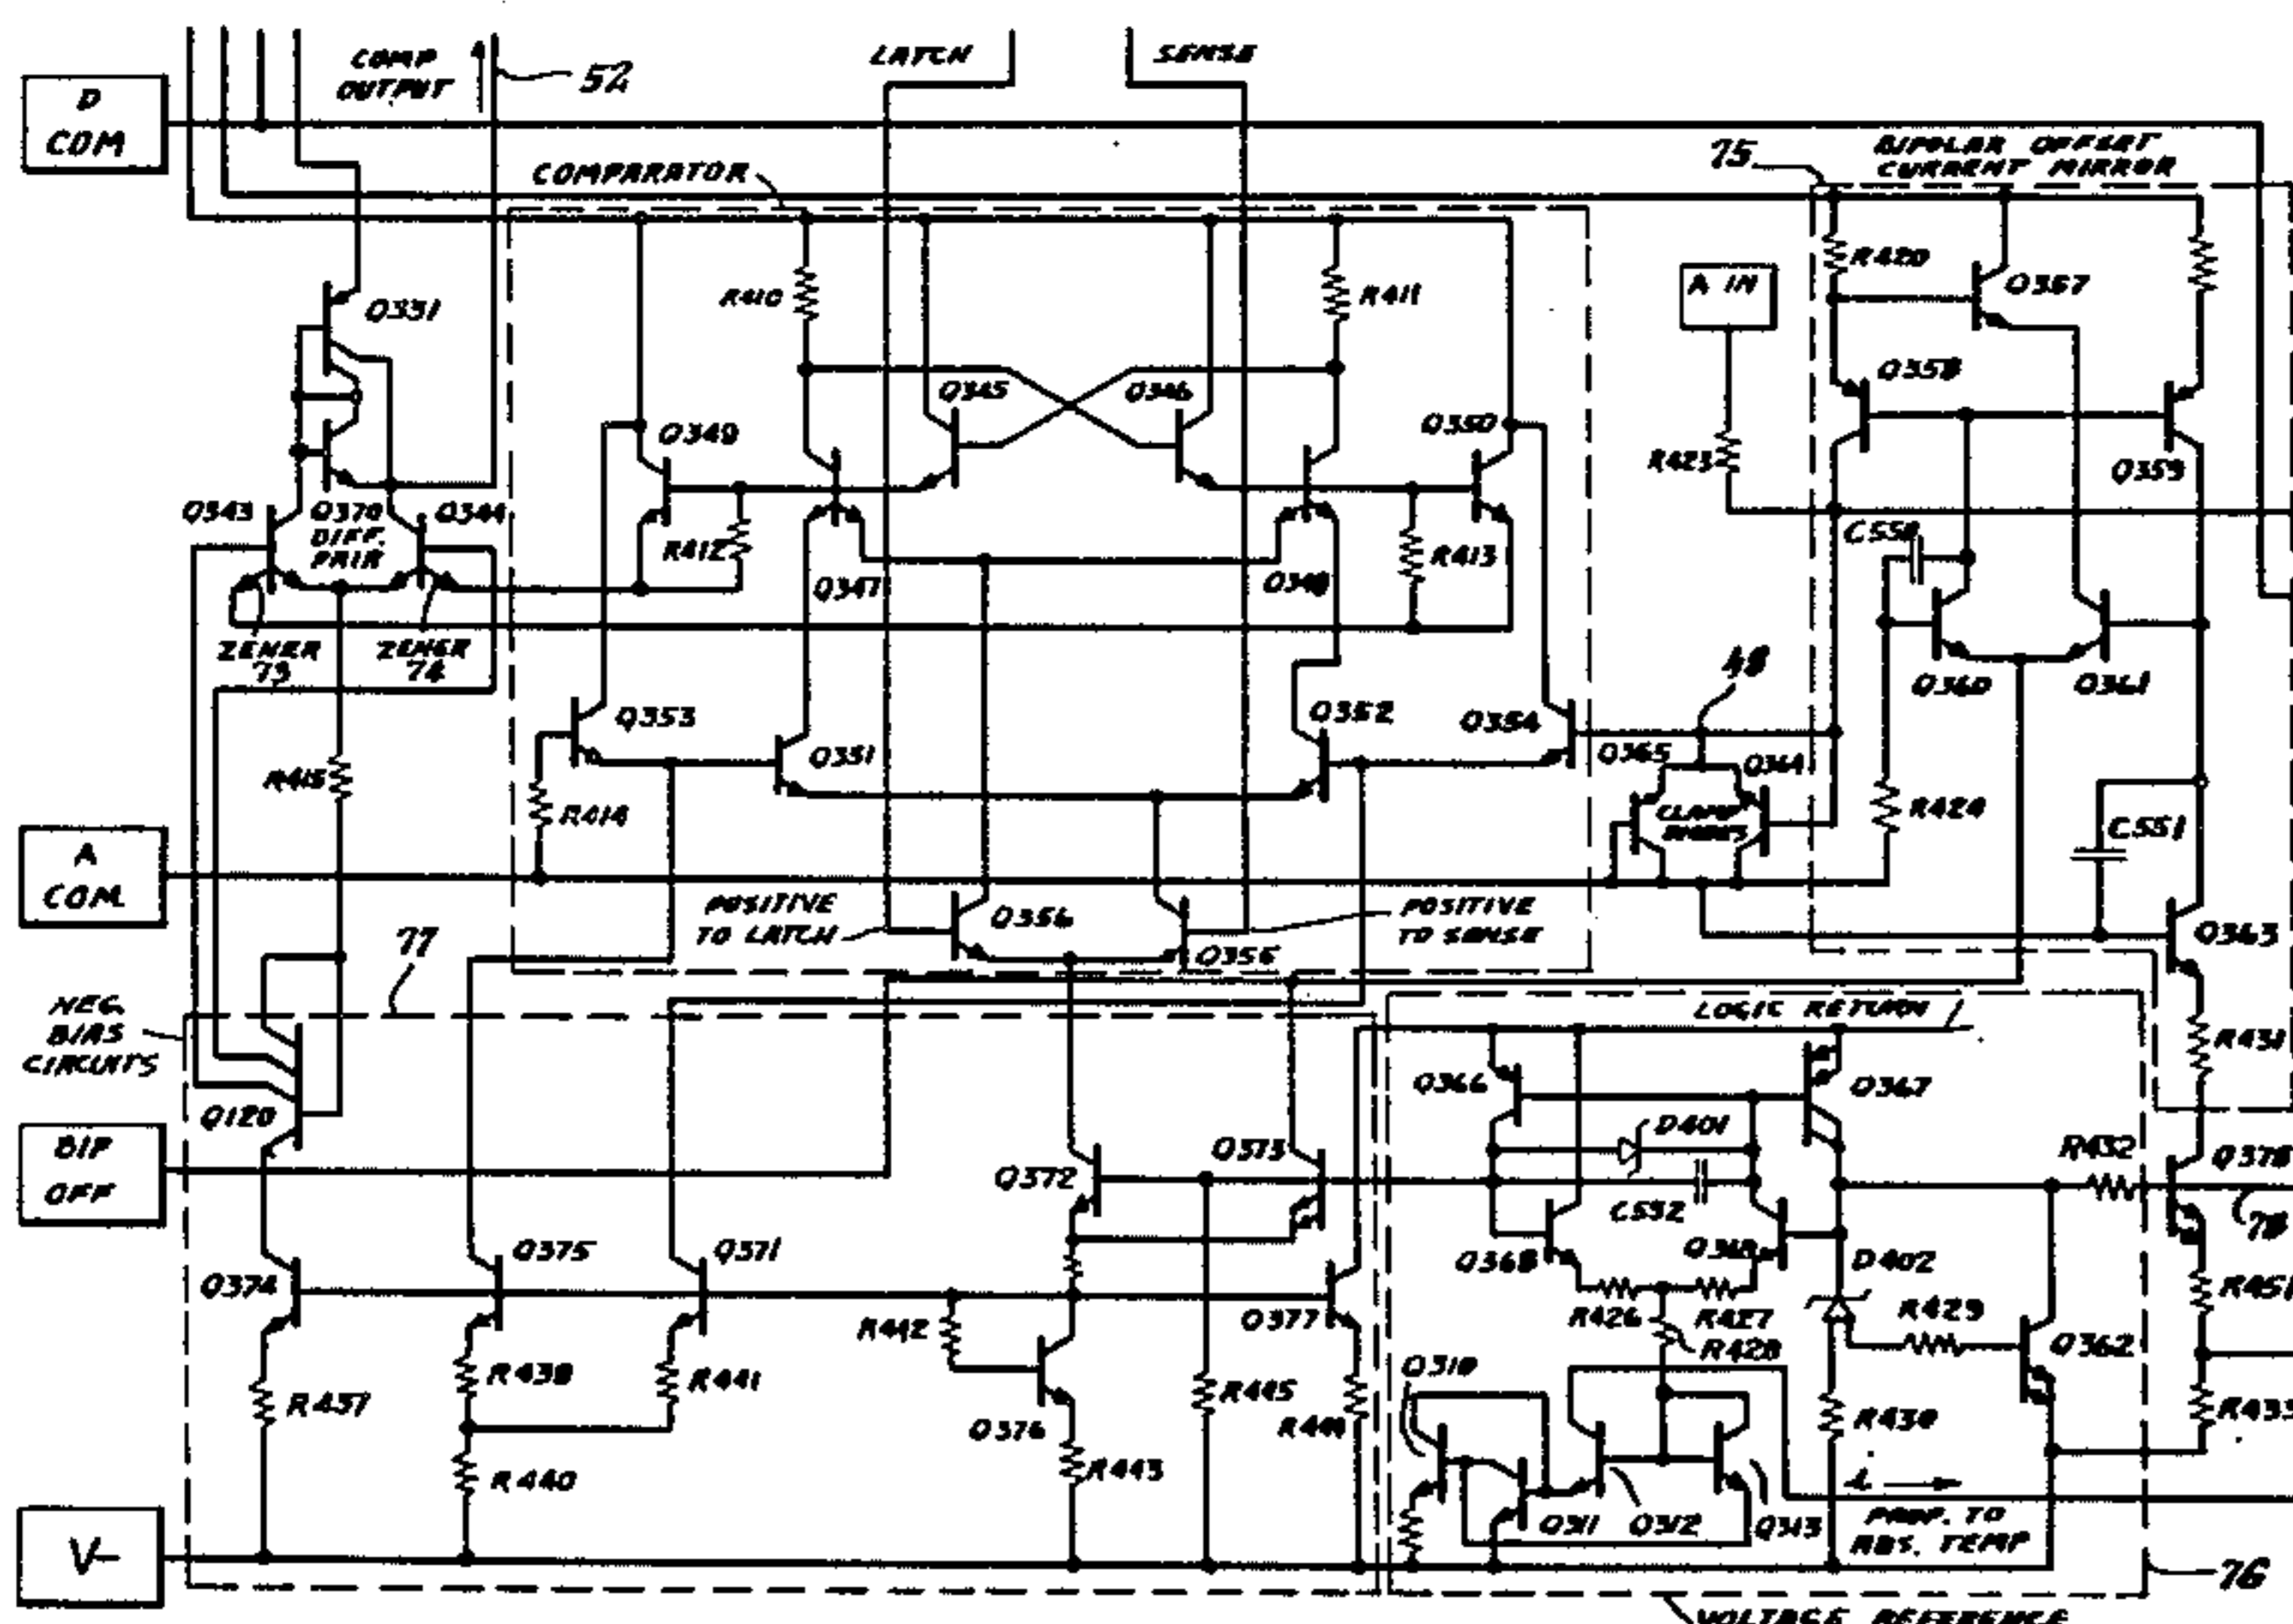 COMP
OUTPUT
52
LATCH
SENSE
D
COM
75
BIPOLAR OFFSET
CURRENT MIRROR
COMPARATOR
R420
Q331
R410
R411
A IN
Q357
Q358
Q345
Q346
Q349
Q350
R423
Q359
Q343
Q370
Q344
DIFF.
PAIR
C550
R412
R413
Q347
ZENER
73
ZENER
74
48
Q360
Q361
Q353
Q352
Q354
Q351
Q365
Q364
R415
R414
CLAMP
DIODES
R424
C551
A
COM
POSITIVE
TO LATCH
Q356
POSITIVE
TO SENSE
Q355
Q363
77
NEG.
BIAS
CIRCUITS
LOGIC RETURN
R431
Q366
Q367
Q120
D401
BIP
OFF
Q372
Q373
R432
Q378
C532
Q375
Q371
Q368
D402
Q374
R442
Q377
R426
R427
R429
R451
R428
Q362
R437
R438
R441
Q310
R445
R430
Q376
R433
R440
R443
Q311
Q312
Q313
PROP. TO
ABS. TEMP
V-
76
VOLTAGE REFERENCE